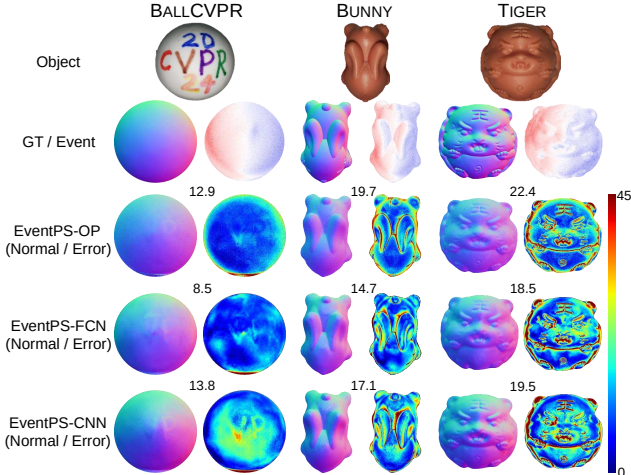 BALLCVPR BUNNY TIGER
Object
2D
CVPR
24
GT / Event
12.9 19.7 22.4
45
EventPS-OP
(Normal / Error)
8.5 14.7 18.5
EventPS-FCN
(Normal / Error)
13.8 17.1 19.5
EventPS-CNN
(Normal / Error)
0